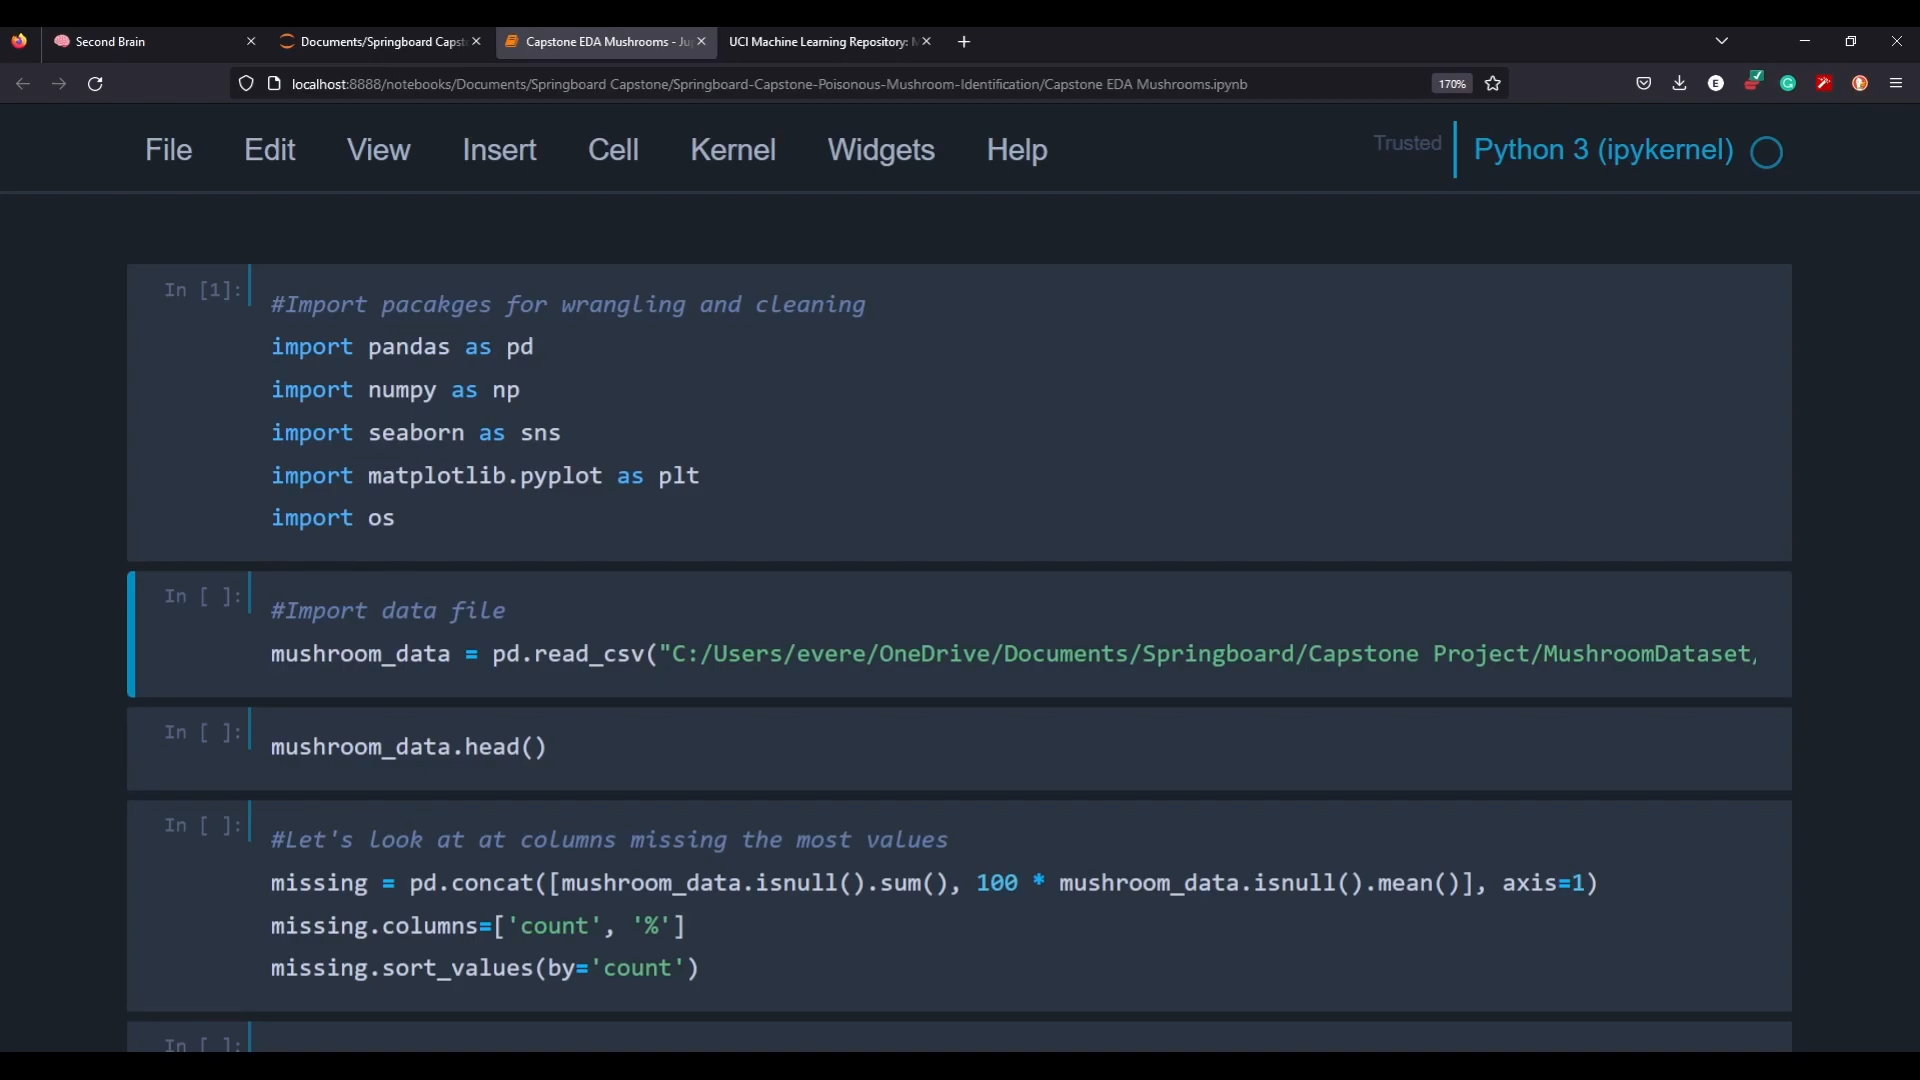 Second Brain
Documents/Springboard Capst
Capstone EDA Mushrooms - Ju
UCI Machine Learning Repository:
localhost:8888/notebooks/Documents/Springboard Capstone/Springboard-Capstone-Poisonous-Mushroom-Identification/Capstone EDA Mushrooms.ipynb
170%
File Edit View Insert Cell Kernel Widgets Help
Trusted
Python 3 (ipykernel)
In [1]:
#Import pacakges for wrangling and cleaning
import pandas as pd
import numpy as np
import seaborn as sns
import matplotlib.pyplot as plt
import os
In [ ]:
#Import data file
mushroom_data = pd.read_csv("C:/Users/evere/OneDrive/Documents/Springboard/Capstone Project/MushroomDataset/
In [ ]:
mushroom_data.head()
In [ ]:
#Let's look at at columns missing the most values
missing = pd.concat([mushroom_data.isnull().sum(), 100 * mushroom_data.isnull().mean()], axis=1)
missing.columns=['count', '%']
missing.sort_values(by='count')
In [ ]: